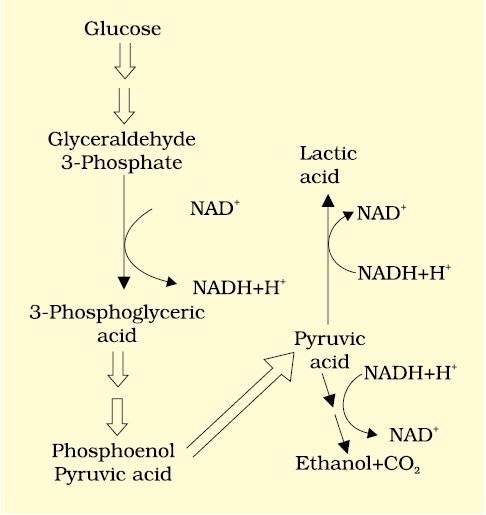 Glucose
Glyceraldehyde
3-Phosphate
NAD⁺
NADH+H⁺
3-Phosphoglyceric
acid
Phosphoenol
Pyruvic acid
Lactic
acid
NAD⁺
NADH+H⁺
Pyruvic
acid
NADH+H⁺
NAD⁺
Ethanol+CO₂